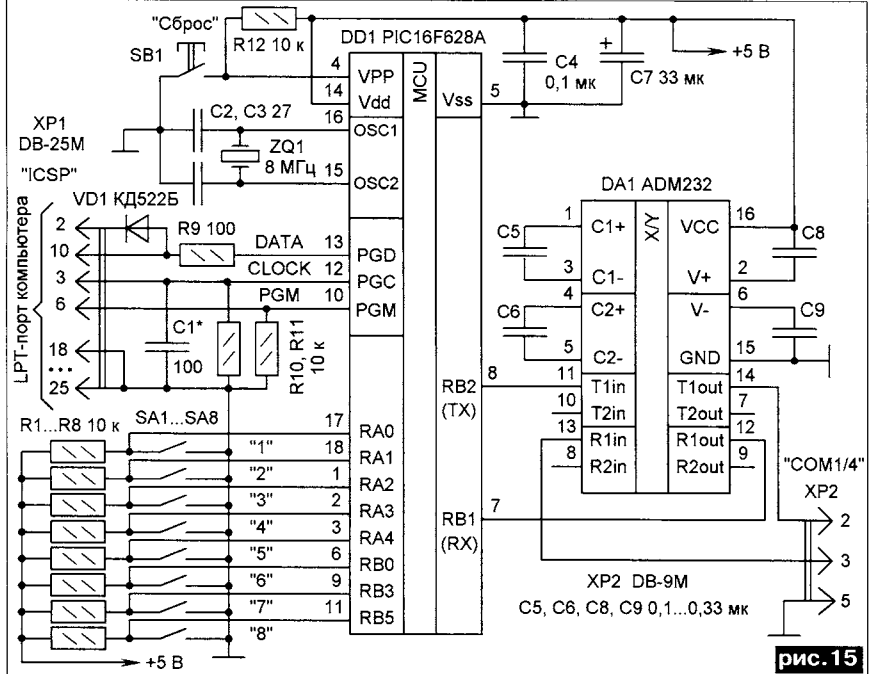 "Сброс"
R12 10 к
SB1
DD1 PIC16F628A
MCU
4 VPP
14 Vdd
16 OSC1
15 OSC2
Vss 5
C4
0,1 мк
+
C7 33 мк
+5 В
C2, C3 27
ZQ1
8 МГц
XP1
DB-25M
"ICSP"
LPT-порт компьютера
VD1 КД522Б
2
10
3
6
18
...
25
R9 100
DATA
CLOCK
PGM
13 PGD
12 PGC
10 PGM
C1*
100
R10, R11
10 к
R1...R8 10 к
SA1...SA8
"1" 17 RA0
"2" 18 RA1
"3" 1 RA2
"4" 2 RA3
"5" 3 RA4
"6" 6 RB0
"7" 9 RB3
"8" 11 RB5
+5 В
RB2 8
(TX)
RB1 7
(RX)
DA1 ADM232
X/Y
C5
C6
C8
C9
1 C1+
3 C1-
4 C2+
5 C2-
11 T1in
10 T2in
13 R1in
8 R2in
VCC 16
V+ 2
V- 6
GND 15
T1out 14
T2out 7
R1out 12
R2out 9
"COM1/4"
XP2
2
3
5
XP2 DB-9M
C5, C6, C8, C9 0,1...0,33 мк
рис.15